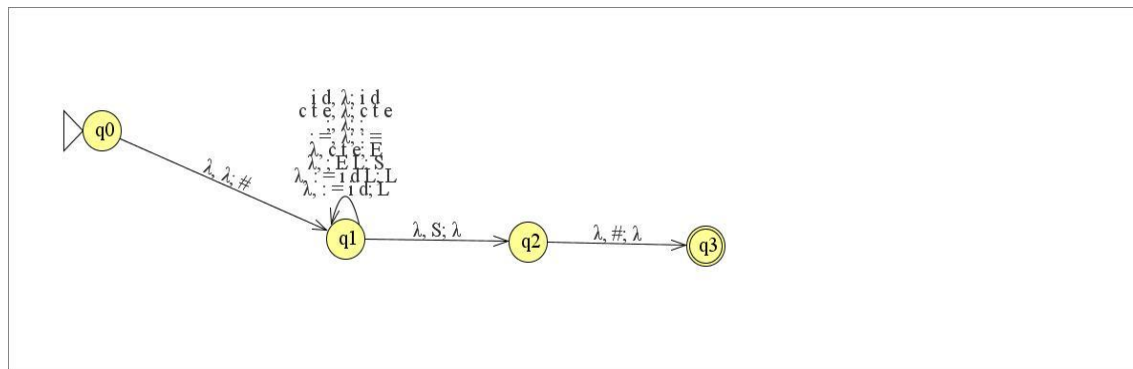 i d, λ; i d
c t e, λ; c t e
;, λ; ;
: =, λ; : =
λ, c t e; E
λ, ; E L; S
λ, : = i d L; L
λ, : = i d; L
q0
λ, λ; #
q1
λ, S; λ
q2
λ, #; λ
q3